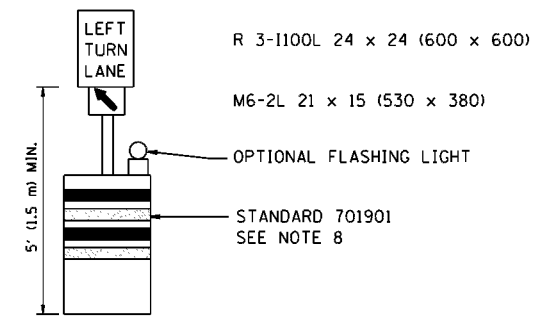 LEFT
TURN
LANE
R 3-I100L 24 x 24 (600 x 600)
M6-2L 21 x 15 (530 x 380)
5' (1.5 m) MIN.
OPTIONAL FLASHING LIGHT
STANDARD 701901
SEE NOTE 8